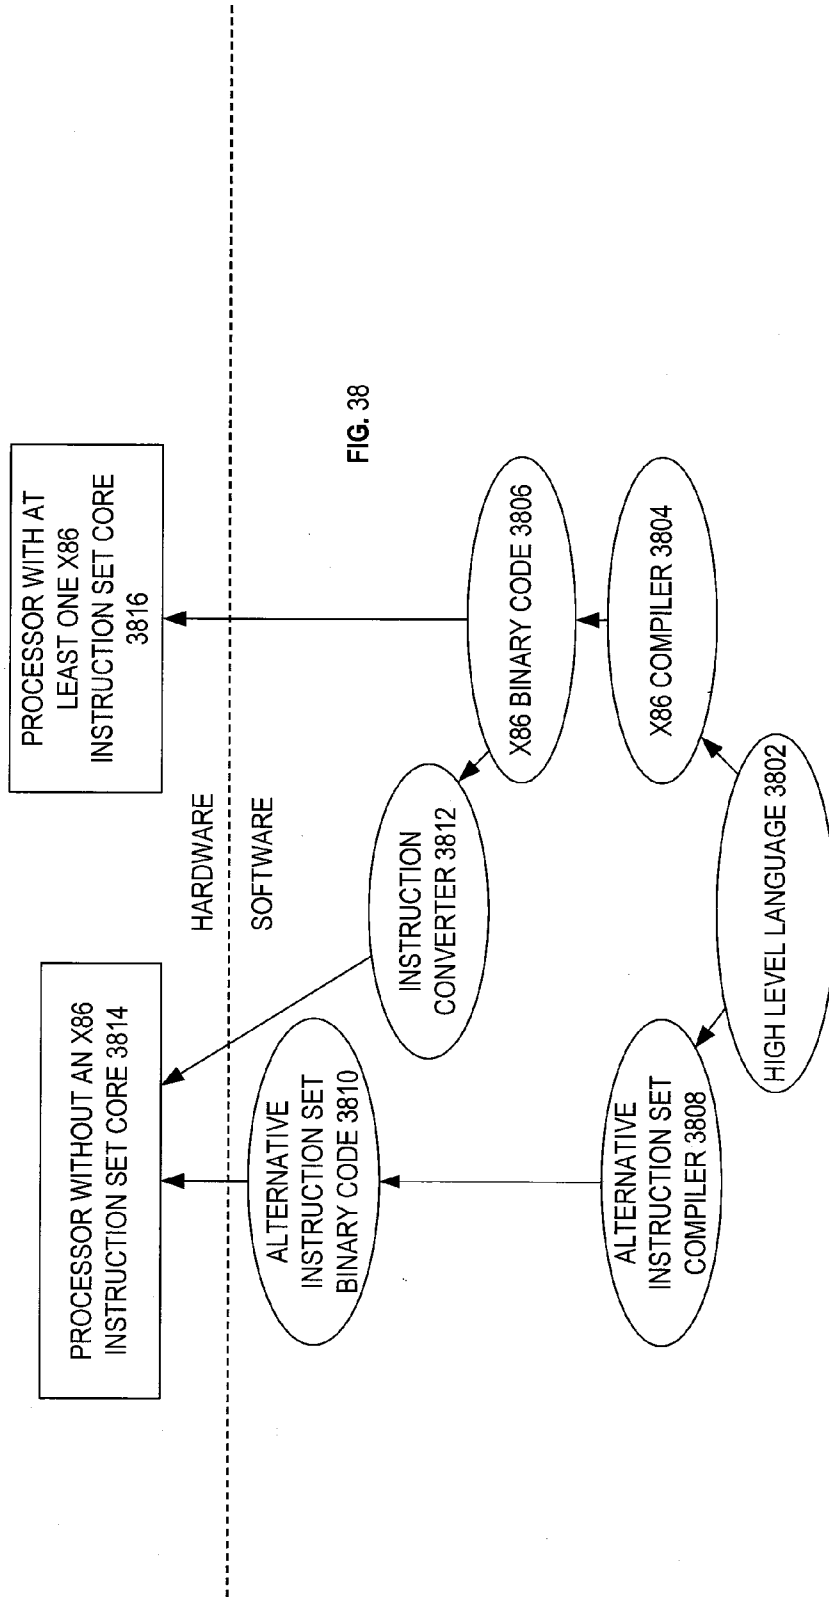 PROCESSOR WITHOUT AN X86
INSTRUCTION SET CORE 3814
PROCESSOR WITH AT
LEAST ONE X86
INSTRUCTION SET CORE
3816
HARDWARE
SOFTWARE
ALTERNATIVE
INSTRUCTION SET
BINARY CODE 3810
INSTRUCTION
CONVERTER 3812
FIG. 38
X86 BINARY CODE 3806
ALTERNATIVE
INSTRUCTION SET
COMPILER 3808
X86 COMPILER 3804
HIGH LEVEL LANGUAGE 3802